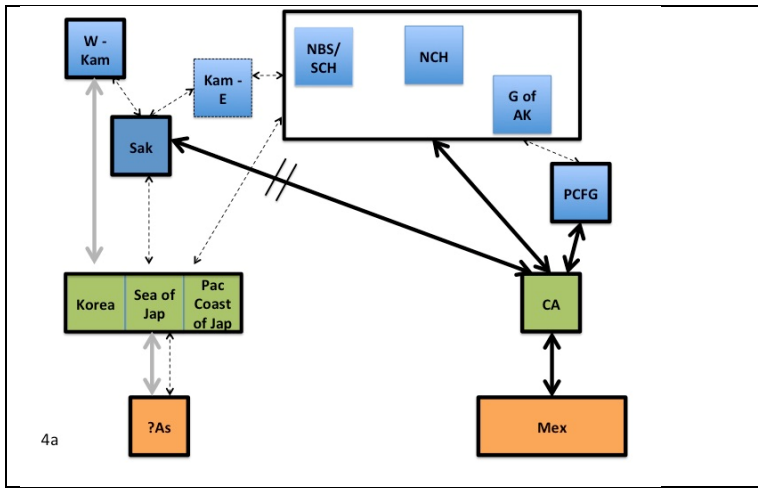 W -
Kam
Kam -
E
NBS/
SCH
NCH
G of
AK
Sak
PCFG
Korea
Sea of
Jap
Pac
Coast
of Jap
CA
?As
Mex
4a